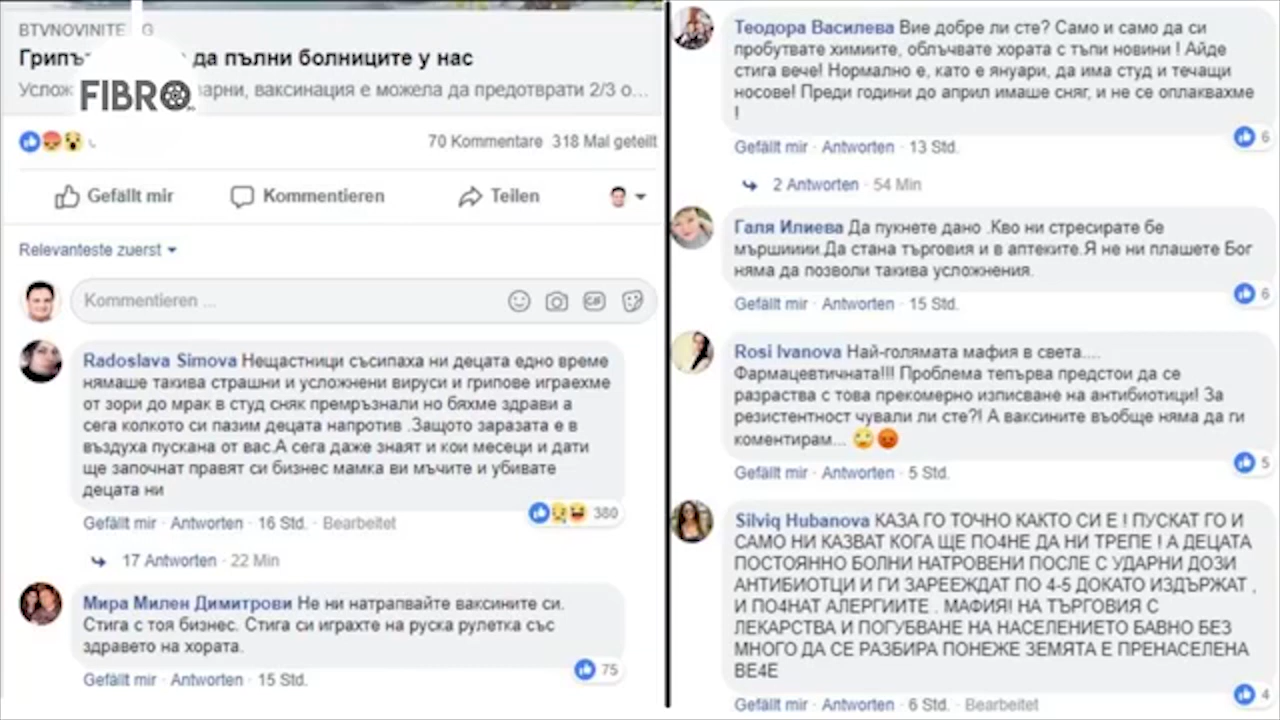 BTVNOVINITE
G
да пълни болниците у нас
FIBRO
ваксинация е можела да предотврати 2/3 о...
70 Kommentare 318 Mal geteilt
Gefällt mir Kommentieren Teilen
Relevanteste zuerst
Kommentieren ...
GIF
Radoslava Simova Нещастници съсипаха ни децата едно време
нямаше такива страшни и усложнени вируси и грипове играехме
от зори до мрак в студ сняк премръзнали но бяхме здрави а
сега колкото си пазим децата напротив .Защото заразата е в
въздуха пускана от вас.А сега даже знаят и кои месеци и дати
ще започнат правят си бизнес мамка ви мъчите и убивате
децата ни
380
Gefällt mir · Antworten · 16 Std. · Bearbeitet
17 Antworten · 22 Min
Мира Милен Димитрови Не ни натрапвайте ваксините си.
Стига с тоя бизнес. Стига си играхте на руска рулетка със
здравето на хората.
75
Gefällt mir · Antworten · 15 Std.
Теодора Василева Вие добре ли сте? Само и само да си
пробутвате химиите, облъчвате хората с тъпи новини ! Айде
стига вече! Нормално е, като е януари, да има студ и течащи
носове! Преди години до април имаше сняг, и не се оплаквахме
!
6
Gefällt mir · Antworten · 13 Std.
2 Antworten · 54 Min
Галя Илиева Да пукнете дано .Кво ни стресирате бе
мършииии.Да стана търговия и в аптеките.Я не ни плашете Бог
няма да позволи такива усложнения.
6
Gefällt mir · Antworten · 15 Std.
Rosi Ivanova Най-голямата мафия в света....
Фармацевтичната!!! Проблема тепърва предстои да се
разраства с това прекомерно изписване на антибиотици! За
резистентност чували ли сте?! А ваксините въобще няма да ги
коментирам... 🙄😡
5
Gefällt mir · Antworten · 5 Std.
Silviq Hubanova КАЗА ГО ТОЧНО КАКТО СИ Е ! ПУСКАТ ГО И
САМО НИ КАЗВАТ КОГА ЩЕ ПО4НЕ ДА НИ ТРЕПЕ ! А ДЕЦАТА
ПОСТОЯННО БОЛНИ НАТРОВЕНИ ПОСЛЕ С УДАРНИ ДОЗИ
АНТИБИОТЦИ И ГИ ЗАРЕЕЖДАТ ПО 4-5 ДОКАТО ИЗДЪРЖАТ ,
И ПО4НАТ АЛЕРГИИТЕ . МАФИЯ! НА ТЪРГОВИЯ С
ЛЕКАРСТВА И ПОГУБВАНЕ НА НАСЕЛЕНИЕТО БАВНО БЕЗ
МНОГО ДА СЕ РАЗБИРА ПОНЕЖЕ ЗЕМЯТА Е ПРЕНАСЕЛЕНА
ВЕ4Е
4
Gefällt mir · Antworten · 6 Std. · Bearbeitet